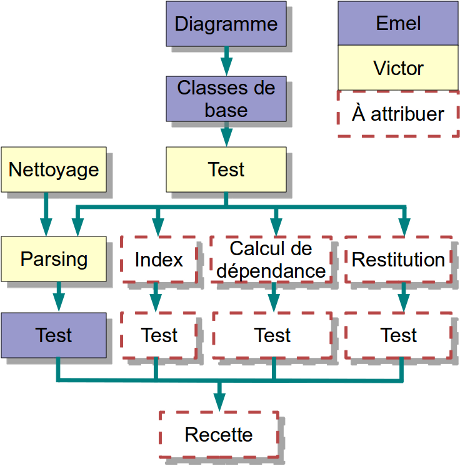 Diagramme
Emel
Victor
À attribuer
Classes de
base
Nettoyage
Test
Parsing
Index
Calcul de
dépendance
Restitution
Test
Test
Test
Test
Recette